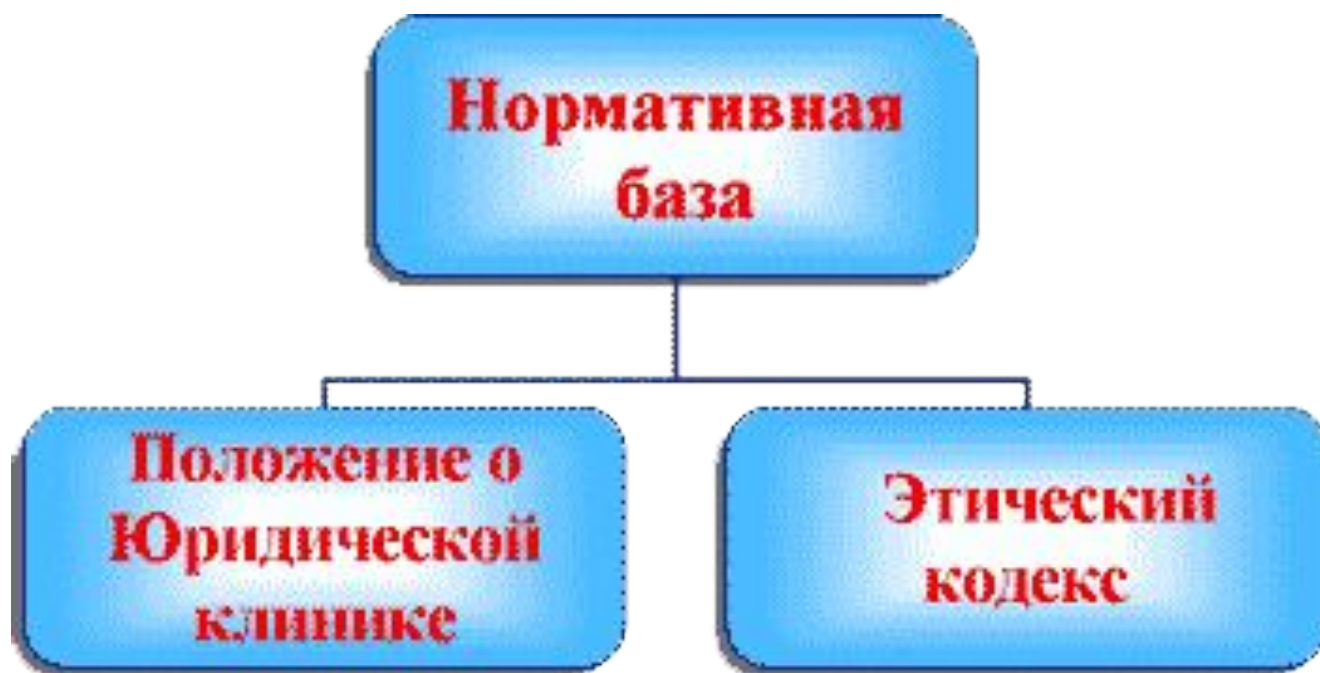 Нормативная
база
Положение о
Юридической
клинике
Этический
кодекс